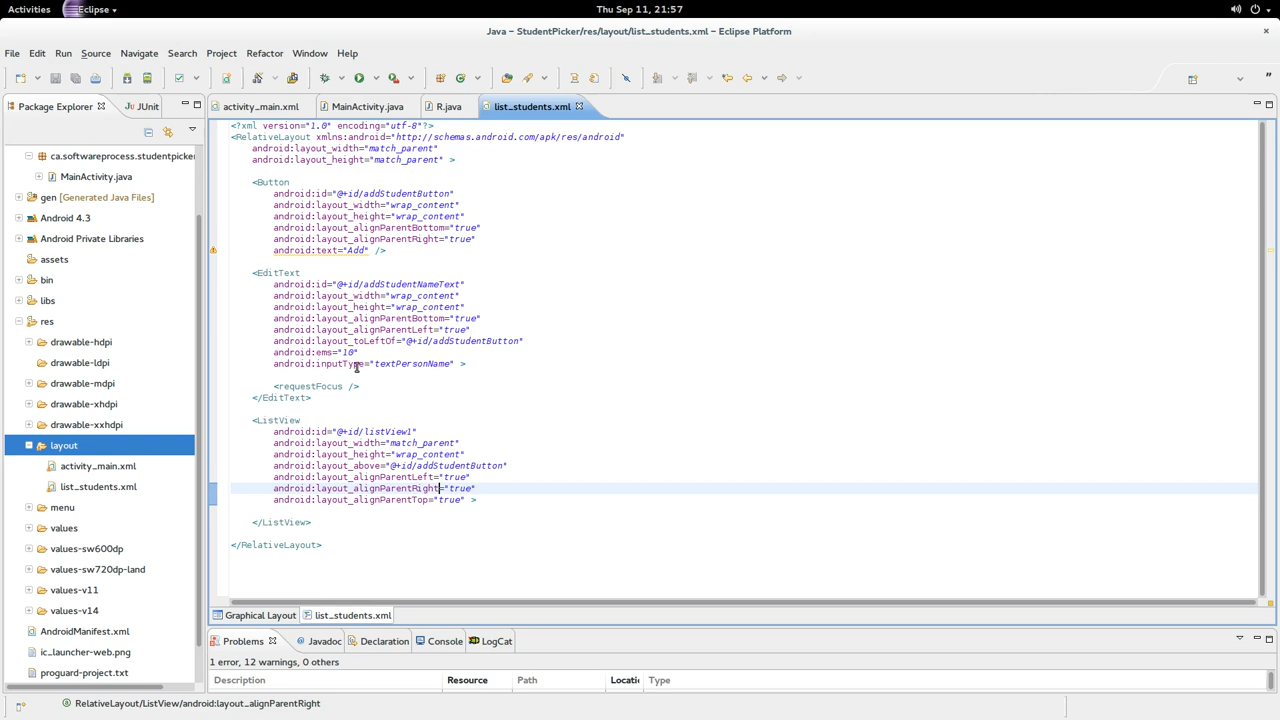 Activities
Eclipse
Thu Sep 11, 21:57
Java – StudentPicker/res/layout/list_students.xml – Eclipse Platform
File Edit Run Source Navigate Search Project Refactor Window Help
Package Explorer JUnit
activity_main.xml MainActivity.java R.java list_students.xml
ca.softwareprocess.studentpicker
MainActivity.java
gen [Generated Java Files]
Android 4.3
Android Private Libraries
assets
bin
libs
res
drawable-hdpi
drawable-ldpi
drawable-mdpi
drawable-xhdpi
drawable-xxhdpi
layout
activity_main.xml
list_students.xml
menu
values
values-sw600dp
values-sw720dp-land
values-v11
values-v14
AndroidManifest.xml
ic_launcher-web.png
proguard-project.txt
<?xml version="1.0" encoding="utf-8"?>
<RelativeLayout xmlns:android="http://schemas.android.com/apk/res/android"
android:layout_width="match_parent"
android:layout_height="match_parent" >
<Button
android:id="@+id/addStudentButton"
android:layout_width="wrap_content"
android:layout_height="wrap_content"
android:layout_alignParentBottom="true"
android:layout_alignParentRight="true"
android:text="Add" />
<EditText
android:id="@+id/addStudentNameText"
android:layout_width="wrap_content"
android:layout_height="wrap_content"
android:layout_alignParentBottom="true"
android:layout_alignParentLeft="true"
android:layout_toLeftOf="@+id/addStudentButton"
android:ems="10"
android:inputType="textPersonName" >
<requestFocus />
</EditText>
<ListView
android:id="@+id/listView1"
android:layout_width="match_parent"
android:layout_height="wrap_content"
android:layout_above="@+id/addStudentButton"
android:layout_alignParentLeft="true"
android:layout_alignParentRight="true"
android:layout_alignParentTop="true" >
</ListView>
</RelativeLayout>
Graphical Layout list_students.xml
Problems Javadoc Declaration Console LogCat
1 error, 12 warnings, 0 others
Description Resource Path Locati Type
RelativeLayout/ListView/android:layout_alignParentRight